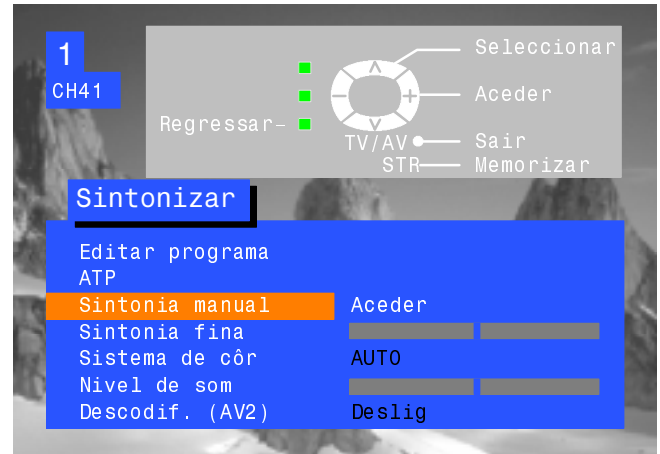 1
CH41
Seleccionar
Aceder
Regressar–
TV/AV Sair
STR Memorizar
Sintonizar
Editar programa
ATP
Sintonia manual Aceder
Sintonia fina
Sistema de côr AUTO
Nivel de som
Descodif. (AV2) Deslig